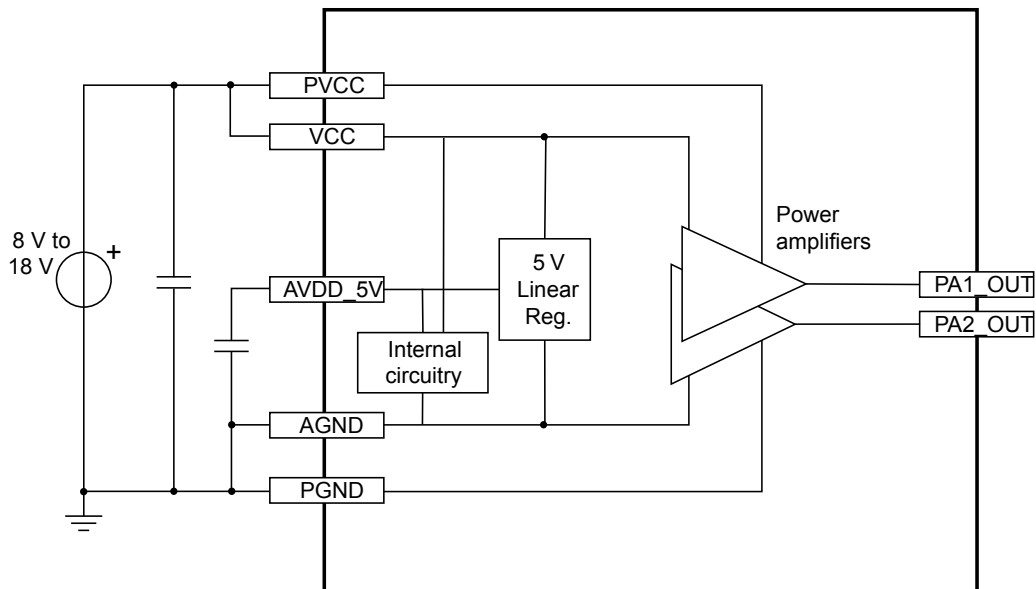 PVCC
VCC
8 V to
18 V
+
AVDD_5V
5 V
Linear
Reg.
Internal
circuitry
Power
amplifiers
PA1_OUT
PA2_OUT
AGND
PGND